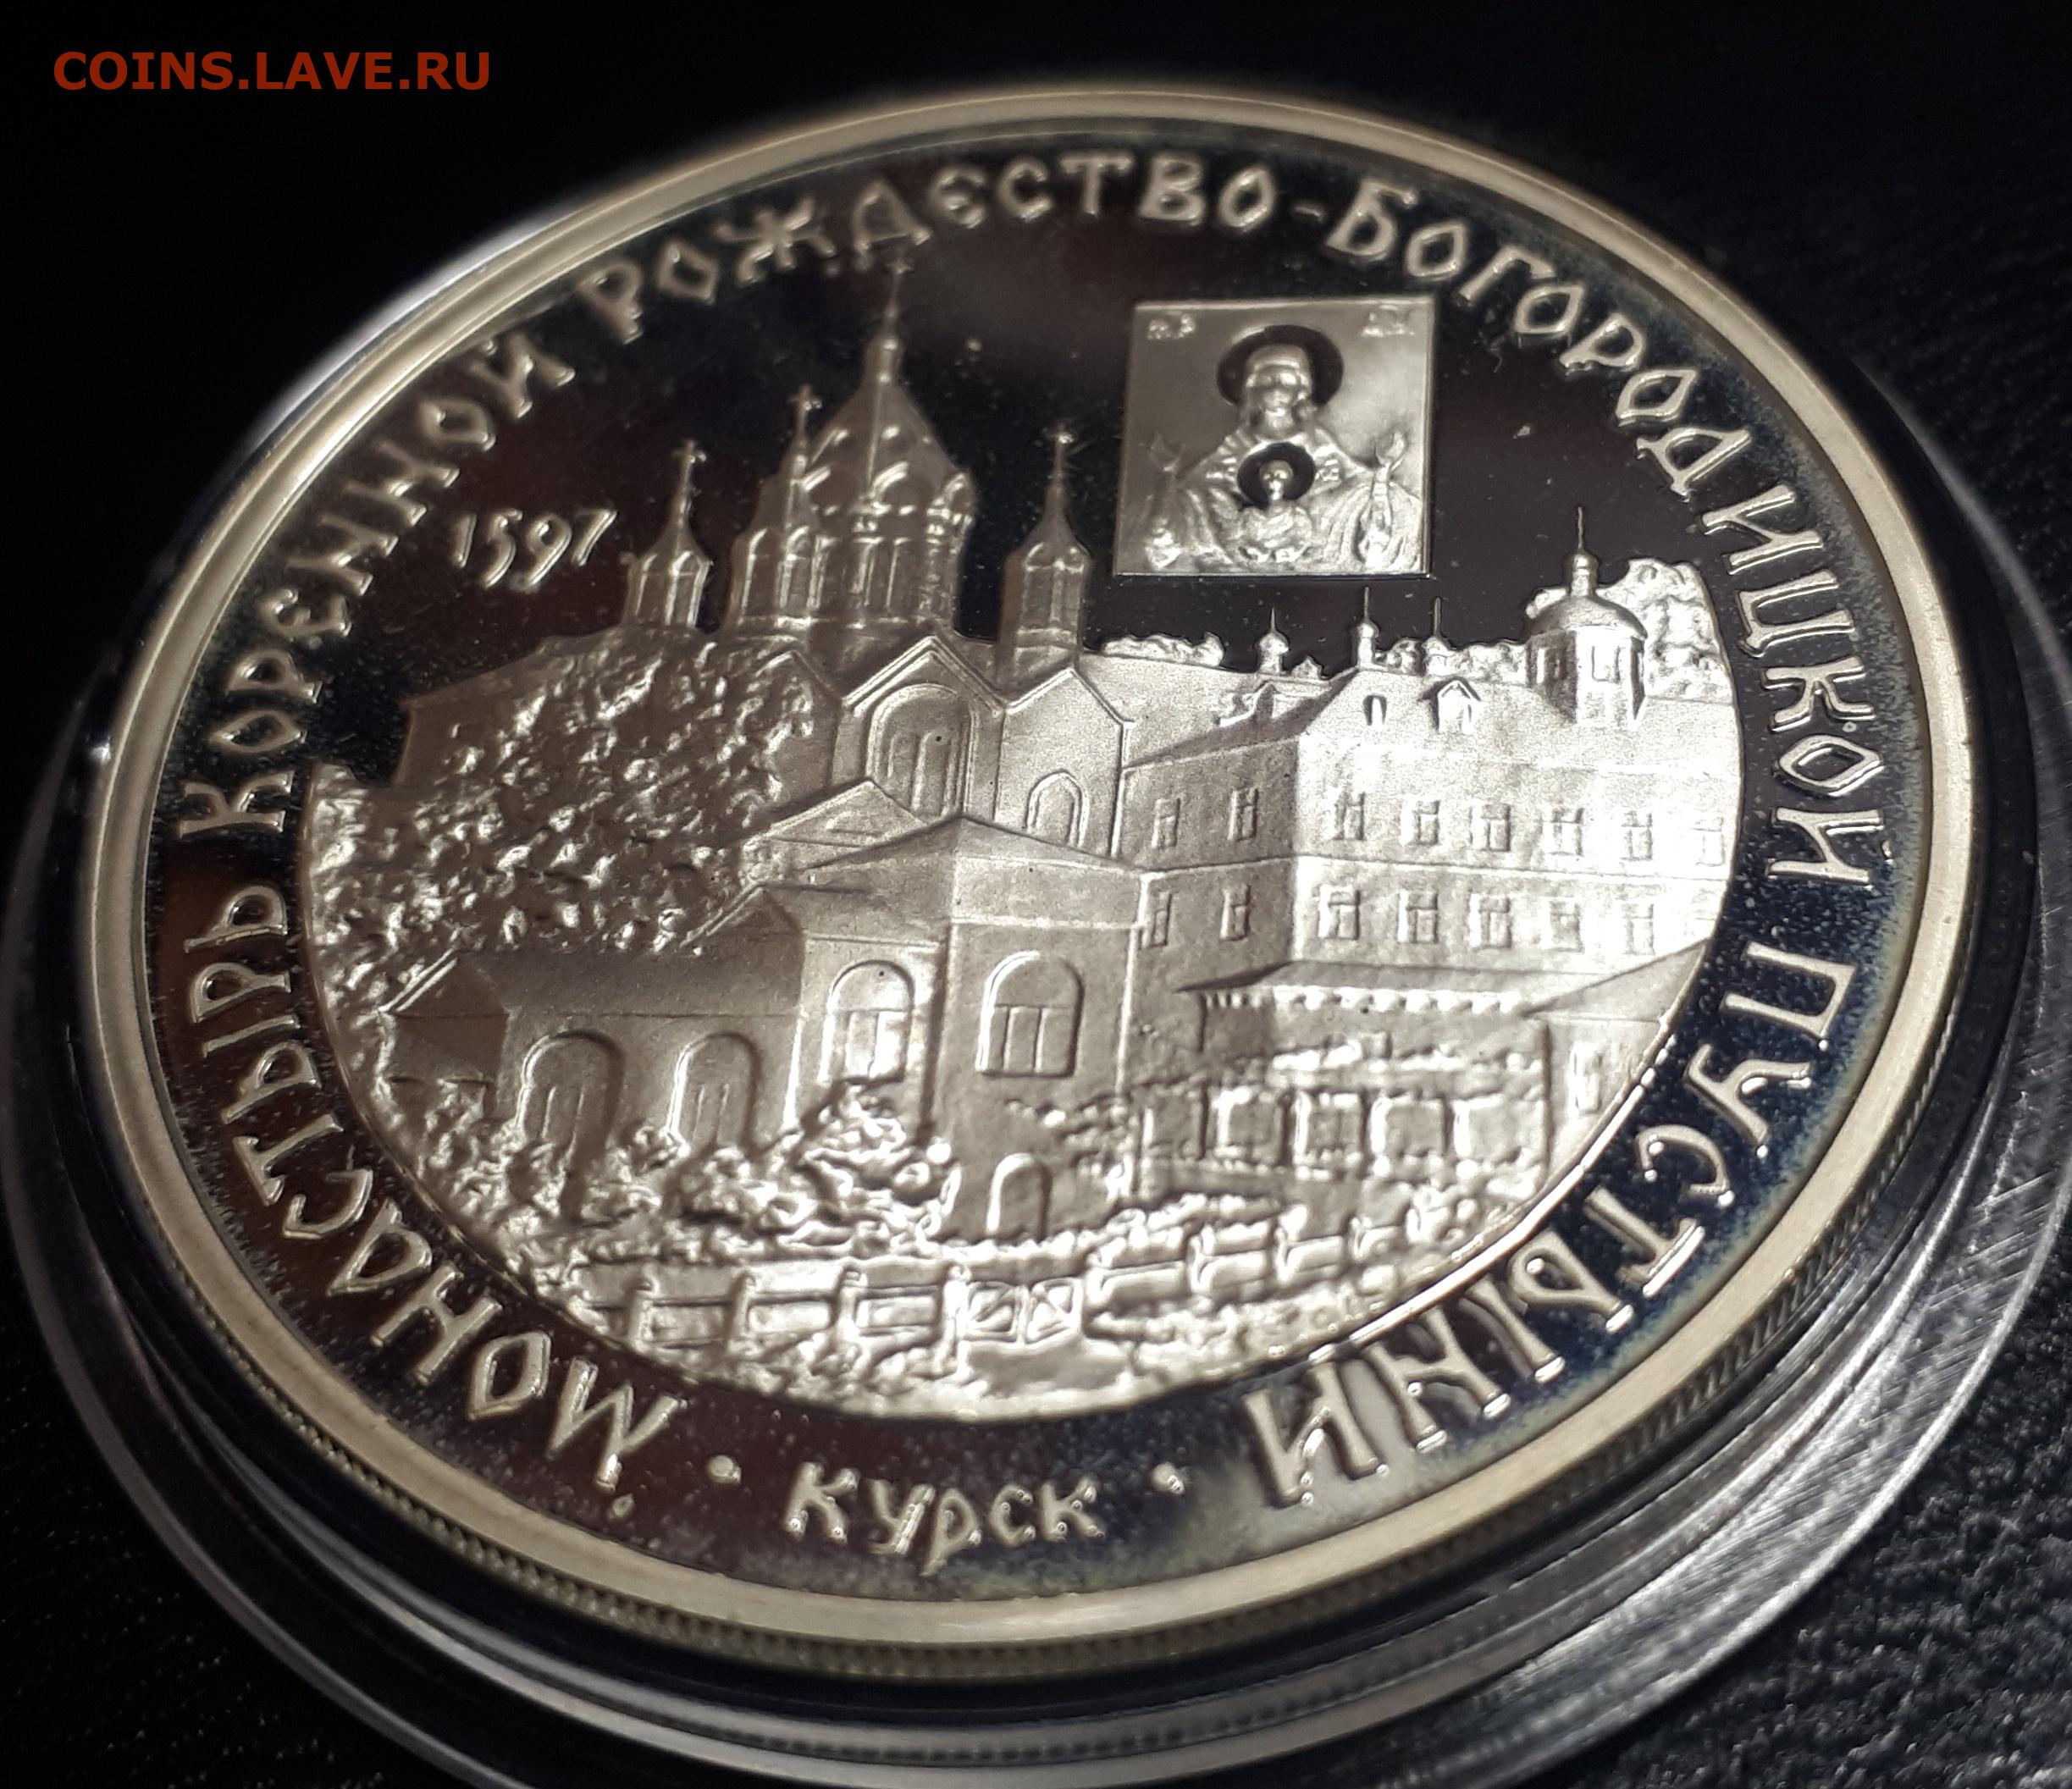 COINS.LAVE.RU
МОНАСТЫРЬ КОРЕННОЙ РОЖДЕСТВО-БОГОРОДИЦКОЙ ПУСТЫНИ
1597
· КУРСК ·